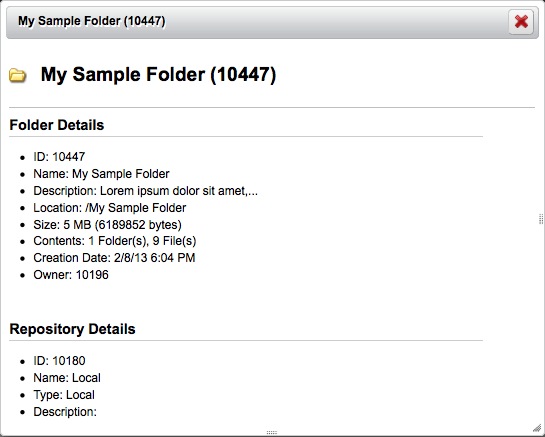 My Sample Folder (10447)
My Sample Folder (10447)
Folder Details
ID: 10447
Name: My Sample Folder
Description: Lorem ipsum dolor sit amet,...
Location: /My Sample Folder
Size: 5 MB (6189852 bytes)
Contents: 1 Folder(s), 9 File(s)
Creation Date: 2/8/13 6:04 PM
Owner: 10196
Repository Details
ID: 10180
Name: Local
Type: Local
Description: